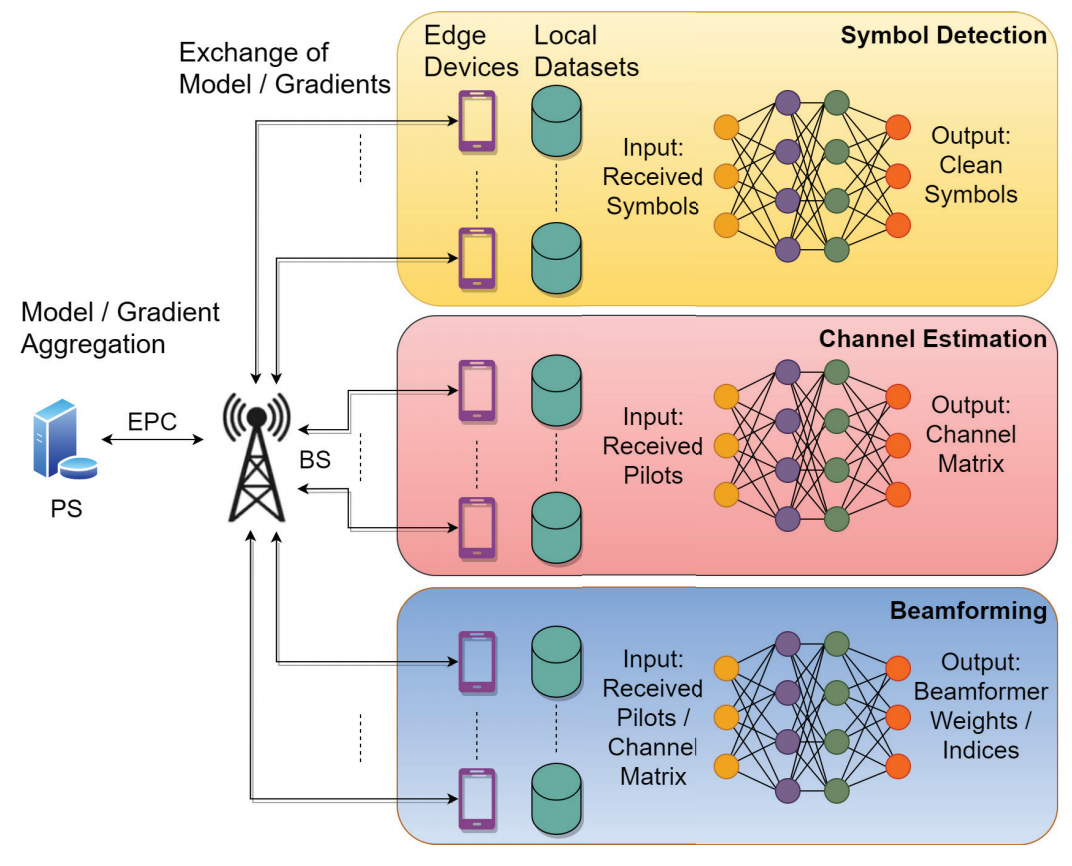 Exchange of
Model / Gradients
Edge
Devices
Local
Datasets
Symbol Detection
Input:
Received
Symbols
Output:
Clean
Symbols
Model / Gradient
Aggregation
EPC
PS
BS
Channel Estimation
Input:
Received
Pilots
Output:
Channel
Matrix
Beamforming
Input:
Received
Pilots /
Channel
Matrix
Output:
Beamformer
Weights /
Indices